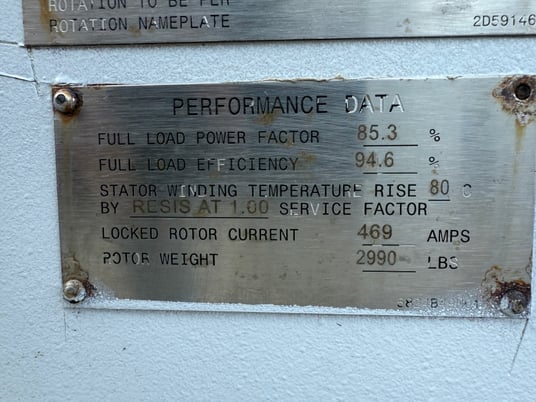 ROTATION TO BE PER
ROTATION NAMEPLATE 2D59146
PERFORMANCE DATA
FULL LOAD POWER FACTOR 85.3 %
FULL LOAD EFFICIENCY 94.6 %
STATOR WINDING TEMPERATURE RISE 80 C
BY RESIS AT 1.00 SERVICE FACTOR
LOCKED ROTOR CURRENT 469 AMPS
ROTOR WEIGHT 2990 LBS